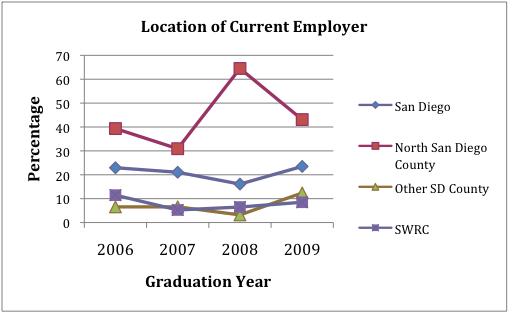 Location of Current Employer
70
60
50
40
30
20
10
0
Percentage
2006 2007 2008 2009
Graduation Year
San Diego
North San Diego
County
Other SD County
SWRC